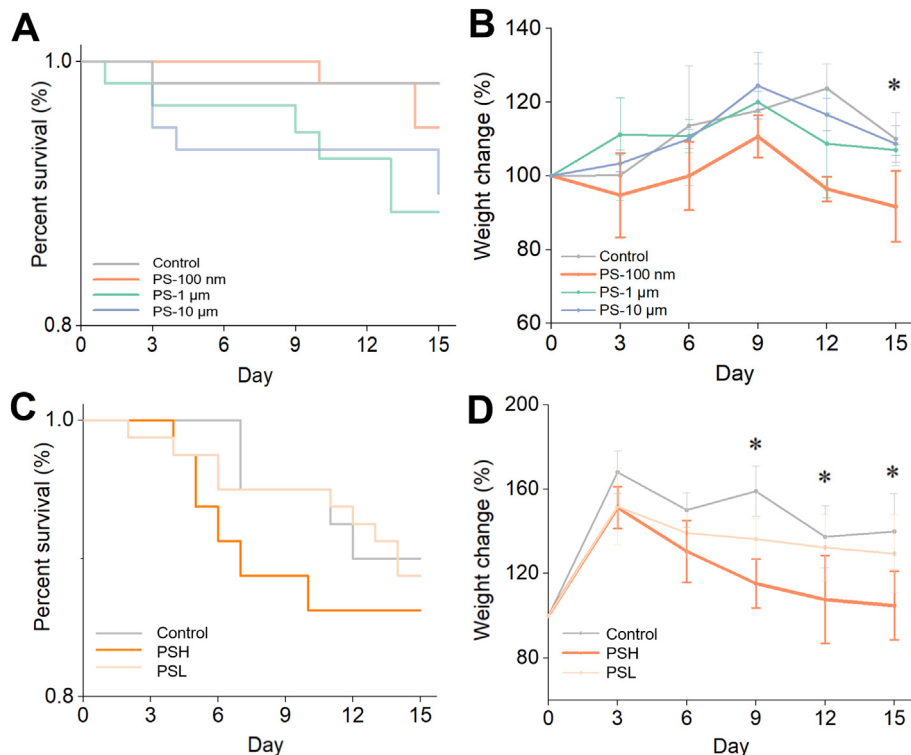 A
Percent survival (%)
1.0
0.8
Control
PS-100 nm
PS-1 µm
PS-10 µm
0 3 6 9 12 15
Day
B
Weight change (%)
140
120
100
80
60
*
Control
PS-100 nm
PS-1 µm
PS-10 µm
0 3 6 9 12 15
Day
C
Percent survival (%)
1.0
0.8
Control
PSH
PSL
0 3 6 9 12 15
Day
D
Weight change (%)
200
160
120
80
* * *
Control
PSH
PSL
0 3 6 9 12 15
Day